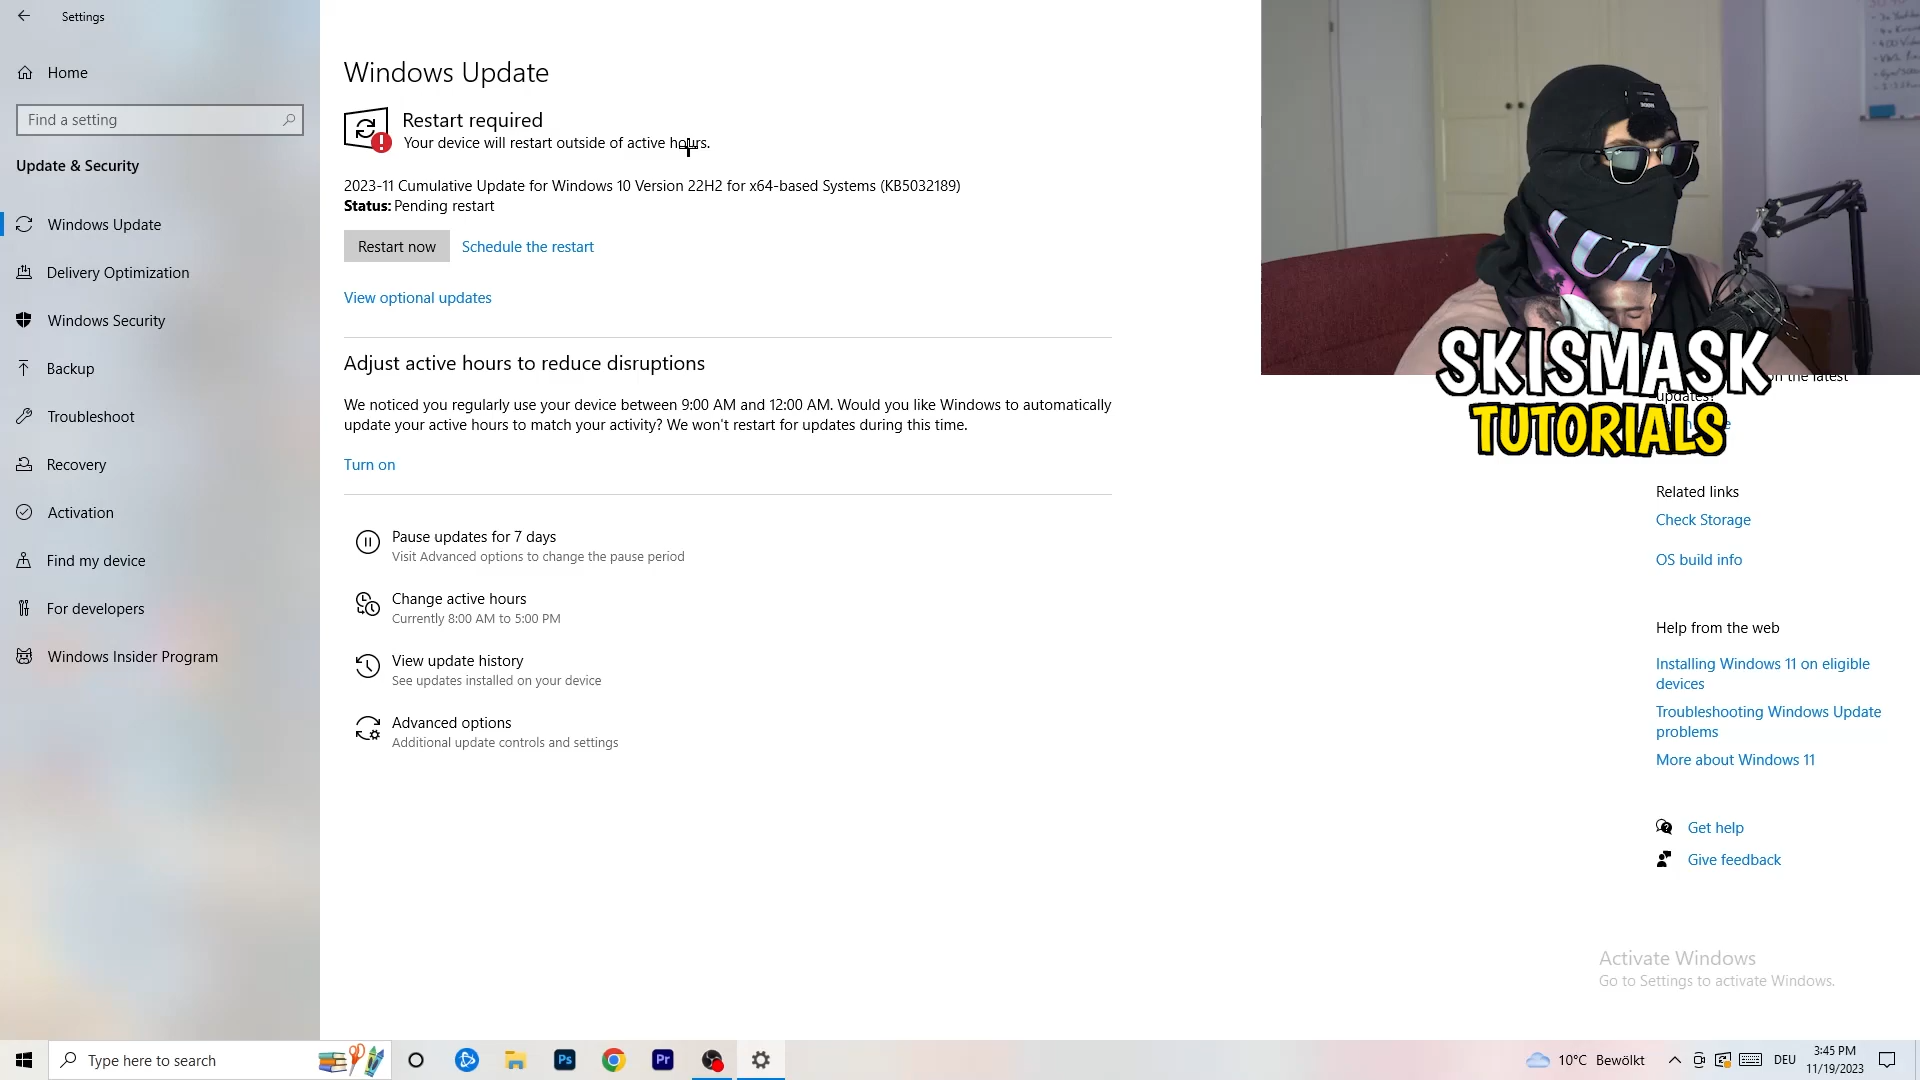 Settings
Home
Find a setting
Update & Security
Windows Update
Delivery Optimization
Windows Security
Backup
Troubleshoot
Recovery
Activation
Find my device
For developers
Windows Insider Program
Windows Update
Restart required
Your device will restart outside of active hours.
2023-11 Cumulative Update for Windows 10 Version 22H2 for x64-based Systems (KB5032189)
Status: Pending restart
Restart now Schedule the restart
View optional updates
Adjust active hours to reduce disruptions
We noticed you regularly use your device between 9:00 AM and 12:00 AM. Would you like Windows to automatically
update your active hours to match your activity? We won't restart for updates during this time.
Turn on
Pause updates for 7 days
Visit Advanced options to change the pause period
Change active hours
Currently 8:00 AM to 5:00 PM
View update history
See updates installed on your device
Advanced options
Additional update controls and settings
SKISMASK
TUTORIALS
on the latest
updates?
Related links
Check Storage
OS build info
Help from the web
Installing Windows 11 on eligible
devices
Troubleshooting Windows Update
problems
More about Windows 11
Get help
Give feedback
Activate Windows
Go to Settings to activate Windows.
Type here to search
Ps
Pr
10°C Bewölkt
DEU
3:45 PM
11/19/2023